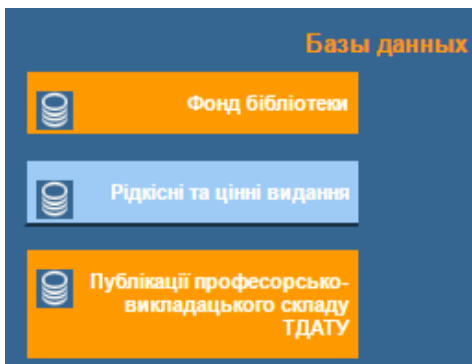 Базы данных
Фонд бібліотеки
Рідкісні та цінні видання
Публікації професорсько-
викладацького складу
ТДАТУ